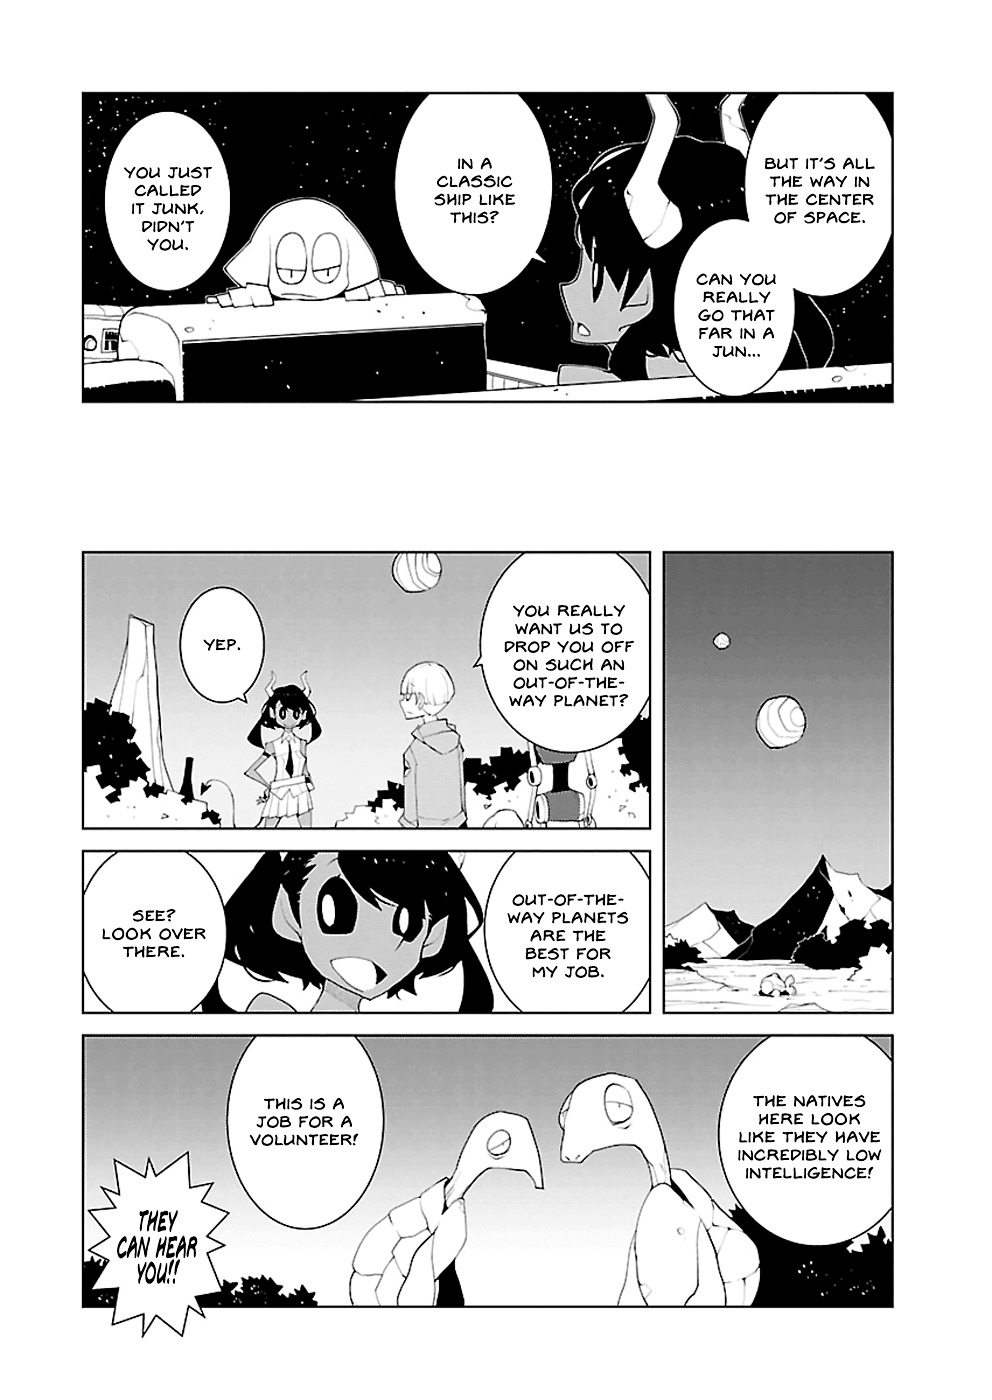 BUT IT'S ALL
THE WAY IN
THE CENTER
OF SPACE.
CAN YOU
REALLY
GO THAT
FAR IN A
JUN...
IN A
CLASSIC
SHIP LIKE
THIS?
YOU JUST
CALLED
IT JUNK,
DIDN'T
YOU.
YOU REALLY
WANT US TO
DROP YOU OFF
ON SUCH AN
OUT-OF-THE-
WAY PLANET?
YEP.
OUT-OF-THE-
WAY PLANETS
ARE THE
BEST FOR
MY JOB.
SEE?
LOOK OVER
THERE.
THE NATIVES
HERE LOOK
LIKE THEY HAVE
INCREDIBLY LOW
INTELLIGENCE!
THIS IS A
JOB FOR A
VOLUNTEER!
THEY
CAN HEAR
YOU!!